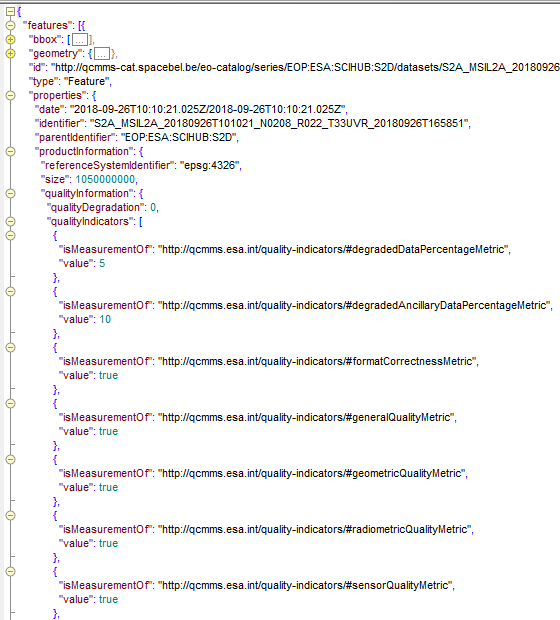 {
"features": [{
"bbox": [ ... ],
"geometry": { ... },
"id": "http://qcmms-cat.spacebel.be/eo-catalog/series/EOP:ESA:SCIHUB:S2D/datasets/S2A_MSIL2A_20180926
"type": "Feature",
"properties": {
"date": "2018-09-26T10:10:21.025Z/2018-09-26T10:10:21.025Z",
"identifier": "S2A_MSIL2A_20180926T101021_N0208_R022_T33UVR_20180926T165851",
"parentIdentifier": "EOP:ESA:SCIHUB:S2D",
"productInformation": {
"referenceSystemIdentifier": "epsg:4326",
"size": 1050000000,
"qualityInformation": {
"qualityDegradation": 0,
"qualityIndicators": [
{
"isMeasurementOf": "http://qcmms.esa.int/quality-indicators/#degradedDataPercentageMetric",
"value": 5
},
{
"isMeasurementOf": "http://qcmms.esa.int/quality-indicators/#degradedAncillaryDataPercentageMetric",
"value": 10
},
{
"isMeasurementOf": "http://qcmms.esa.int/quality-indicators/#formatCorrectnessMetric",
"value": true
},
{
"isMeasurementOf": "http://qcmms.esa.int/quality-indicators/#generalQualityMetric",
"value": true
},
{
"isMeasurementOf": "http://qcmms.esa.int/quality-indicators/#geometricQualityMetric",
"value": true
},
{
"isMeasurementOf": "http://qcmms.esa.int/quality-indicators/#radiometricQualityMetric",
"value": true
},
{
"isMeasurementOf": "http://qcmms.esa.int/quality-indicators/#sensorQualityMetric",
"value": true
},